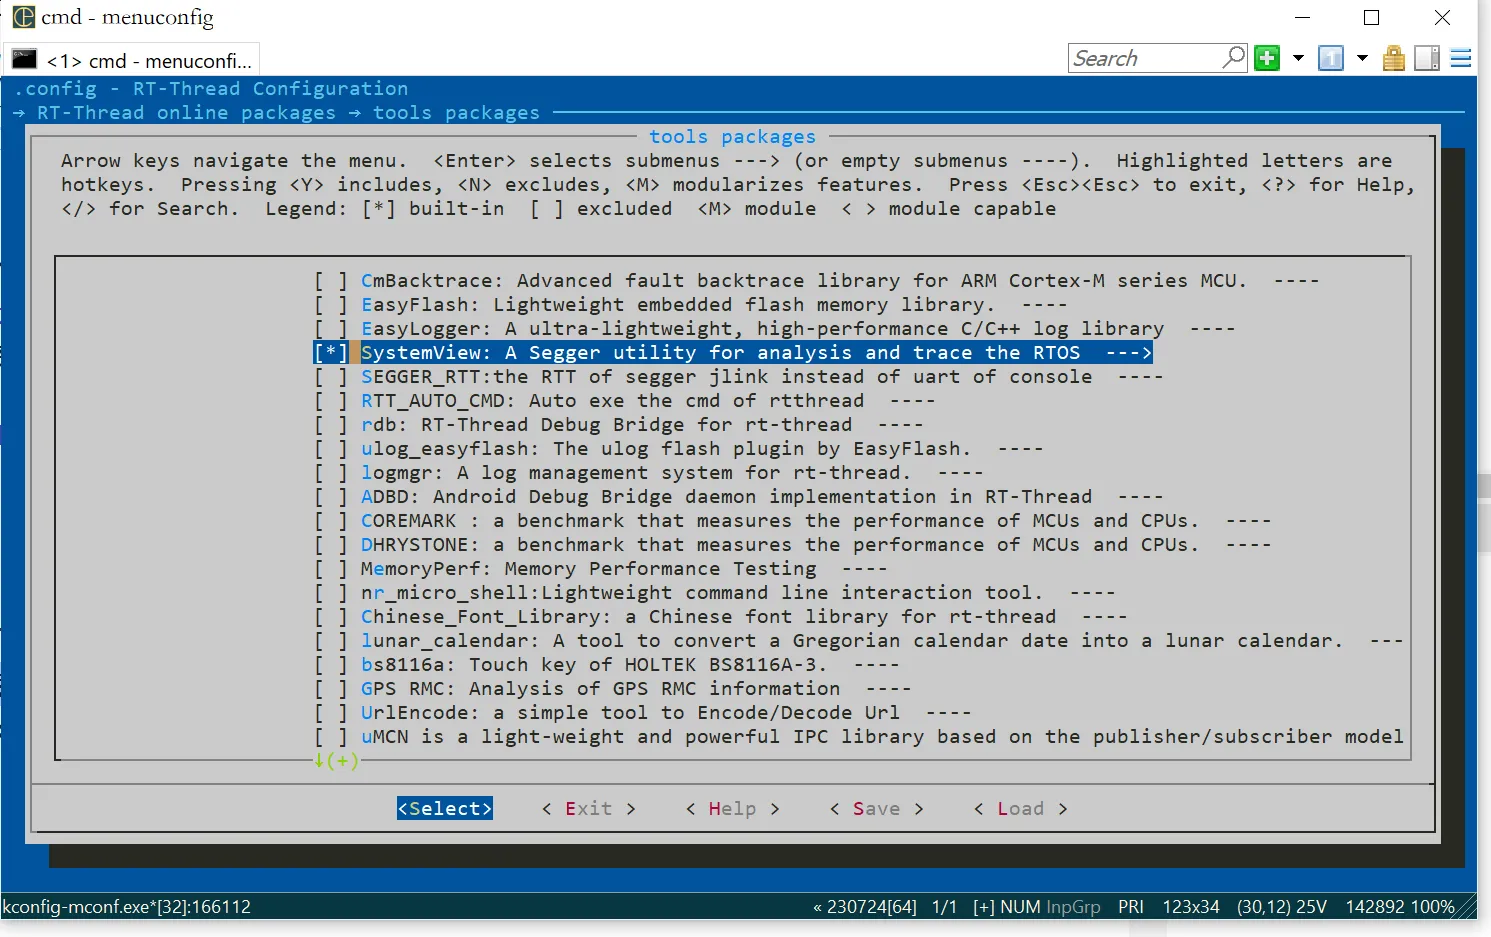 cmd - menuconfig
<1> cmd - menuconfi...
Search
1
.config - RT-Thread Configuration
→ RT-Thread online packages → tools packages
tools packages
Arrow keys navigate the menu.  <Enter> selects submenus ---> (or empty submenus ----).  Highlighted letters are
hotkeys.  Pressing <Y> includes, <N> excludes, <M> modularizes features.  Press <Esc><Esc> to exit, <?> for Help,
</> for Search.  Legend: [*] built-in  [ ] excluded  <M> module  < > module capable
[ ] CmBacktrace: Advanced fault backtrace library for ARM Cortex-M series MCU.  ----
[ ] EasyFlash: Lightweight embedded flash memory library.  ----
[ ] EasyLogger: A ultra-lightweight, high-performance C/C++ log library  ----
[*] SystemView: A Segger utility for analysis and trace the RTOS  --->
[ ] SEGGER_RTT:the RTT of segger jlink instead of uart of console  ----
[ ] RTT_AUTO_CMD: Auto exe the cmd of rtthread  ----
[ ] rdb: RT-Thread Debug Bridge for rt-thread  ----
[ ] ulog_easyflash: The ulog flash plugin by EasyFlash.  ----
[ ] logmgr: A log management system for rt-thread.  ----
[ ] ADBD: Android Debug Bridge daemon implementation in RT-Thread  ----
[ ] COREMARK : a benchmark that measures the performance of MCUs and CPUs.  ----
[ ] DHRYSTONE: a benchmark that measures the performance of MCUs and CPUs.  ----
[ ] MemoryPerf: Memory Performance Testing  ----
[ ] nr_micro_shell:Lightweight command line interaction tool.  ----
[ ] Chinese_Font_Library: a Chinese font library for rt-thread  ----
[ ] lunar_calendar: A tool to convert a Gregorian calendar date into a lunar calendar.  ---
[ ] bs8116a: Touch key of HOLTEK BS8116A-3.  ----
[ ] GPS RMC: Analysis of GPS RMC information  ----
[ ] UrlEncode: a simple tool to Encode/Decode Url  ----
[ ] uMCN is a light-weight and powerful IPC library based on the publisher/subscriber model
↓(+)
<Select>    < Exit >    < Help >    < Save >    < Load >
kconfig-mconf.exe*[32]:166112    « 230724[64]  1/1  [+] NUM InpGrp  PRI  123x34  (30,12) 25V  142892 100%